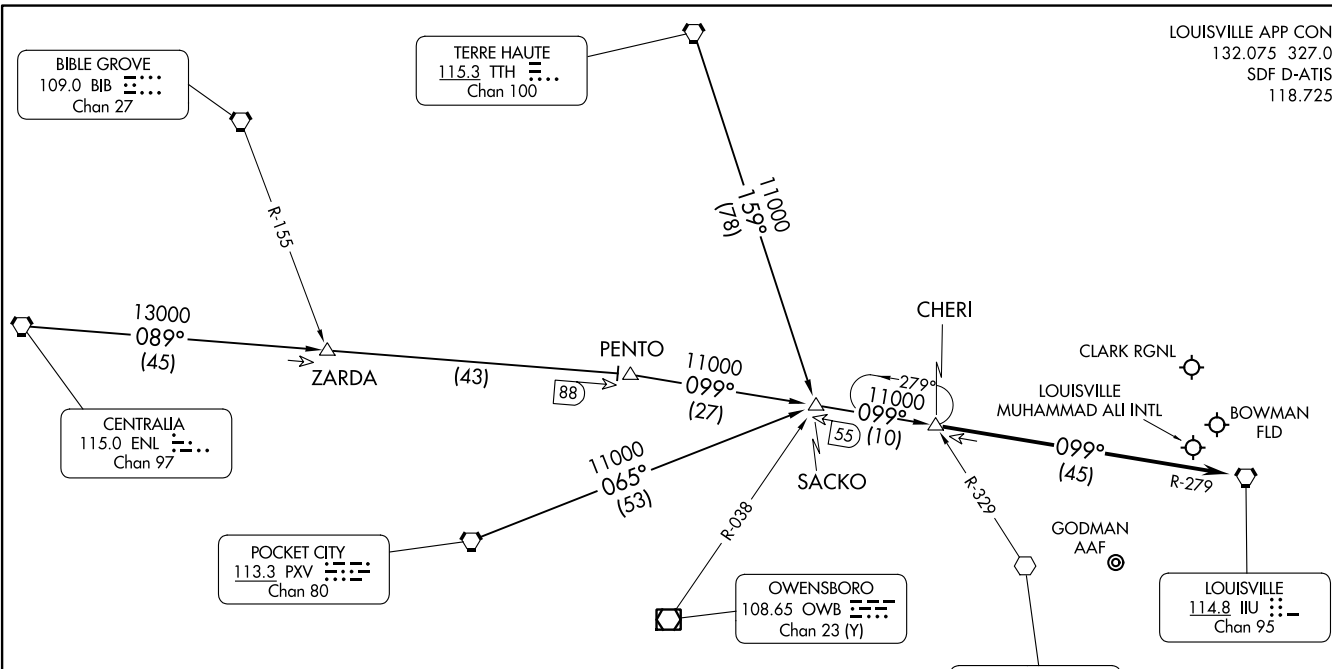 LOUISVILLE APP CON
132.075 327.0
SDF D-ATIS
118.725
BIBLE GROVE
109.0 BIB
Chan 27
TERRE HAUTE
115.3 TTH
Chan 100
R-155
11000
159°
(78)
13000
089°
(45)
ZARDA
(43)
PENTO
88
11000
099°
(27)
CHERI
279°
11000
099°
(10)
55
SACKO
CLARK RGNL
LOUISVILLE
MUHAMMAD ALI INTL
BOWMAN
FLD
099°
(45)
R-279
CENTRALIA
115.0 ENL
Chan 97
11000
065°
(53)
R-038
R-329
GODMAN
AAF
POCKET CITY
113.3 PXV
Chan 80
OWENSBORO
108.65 OWB
Chan 23 (Y)
LOUISVILLE
114.8 IIU
Chan 95